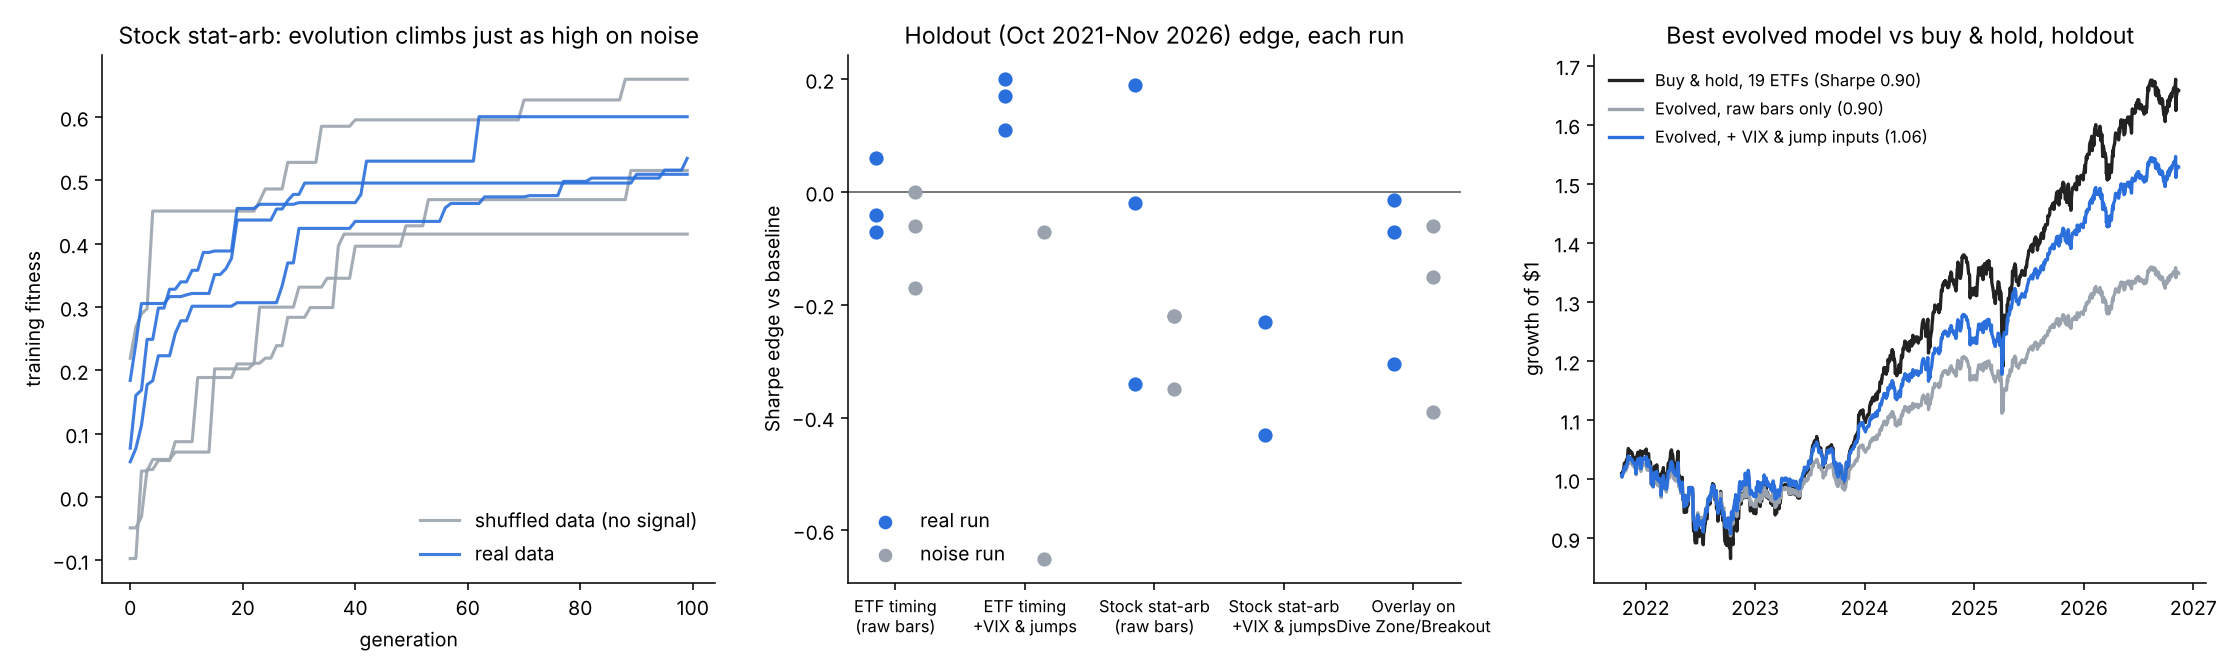 Stock stat-arb: evolution climbs just as high on noise
training fitness
0.6
0.5
0.4
0.3
0.2
0.1
0.0
−0.1
shuffled data (no signal)
real data
0
20
40
60
80
100
generation
Holdout (Oct 2021-Nov 2026) edge, each run
Sharpe edge vs baseline
0.2
0.0
−0.2
−0.4
−0.6
real run
noise run
ETF timing
(raw bars)
ETF timing
+VIX & jumps
Stock stat-arb
(raw bars)
Stock stat-arb
+VIX & jumps
Overlay on
Dive Zone/Breakout
Best evolved model vs buy & hold, holdout
growth of $1
1.7
1.6
1.5
1.4
1.3
1.2
1.1
1.0
0.9
Buy & hold, 19 ETFs (Sharpe 0.90)
Evolved, raw bars only (0.90)
Evolved, + VIX & jump inputs (1.06)
2022
2023
2024
2025
2026
2027